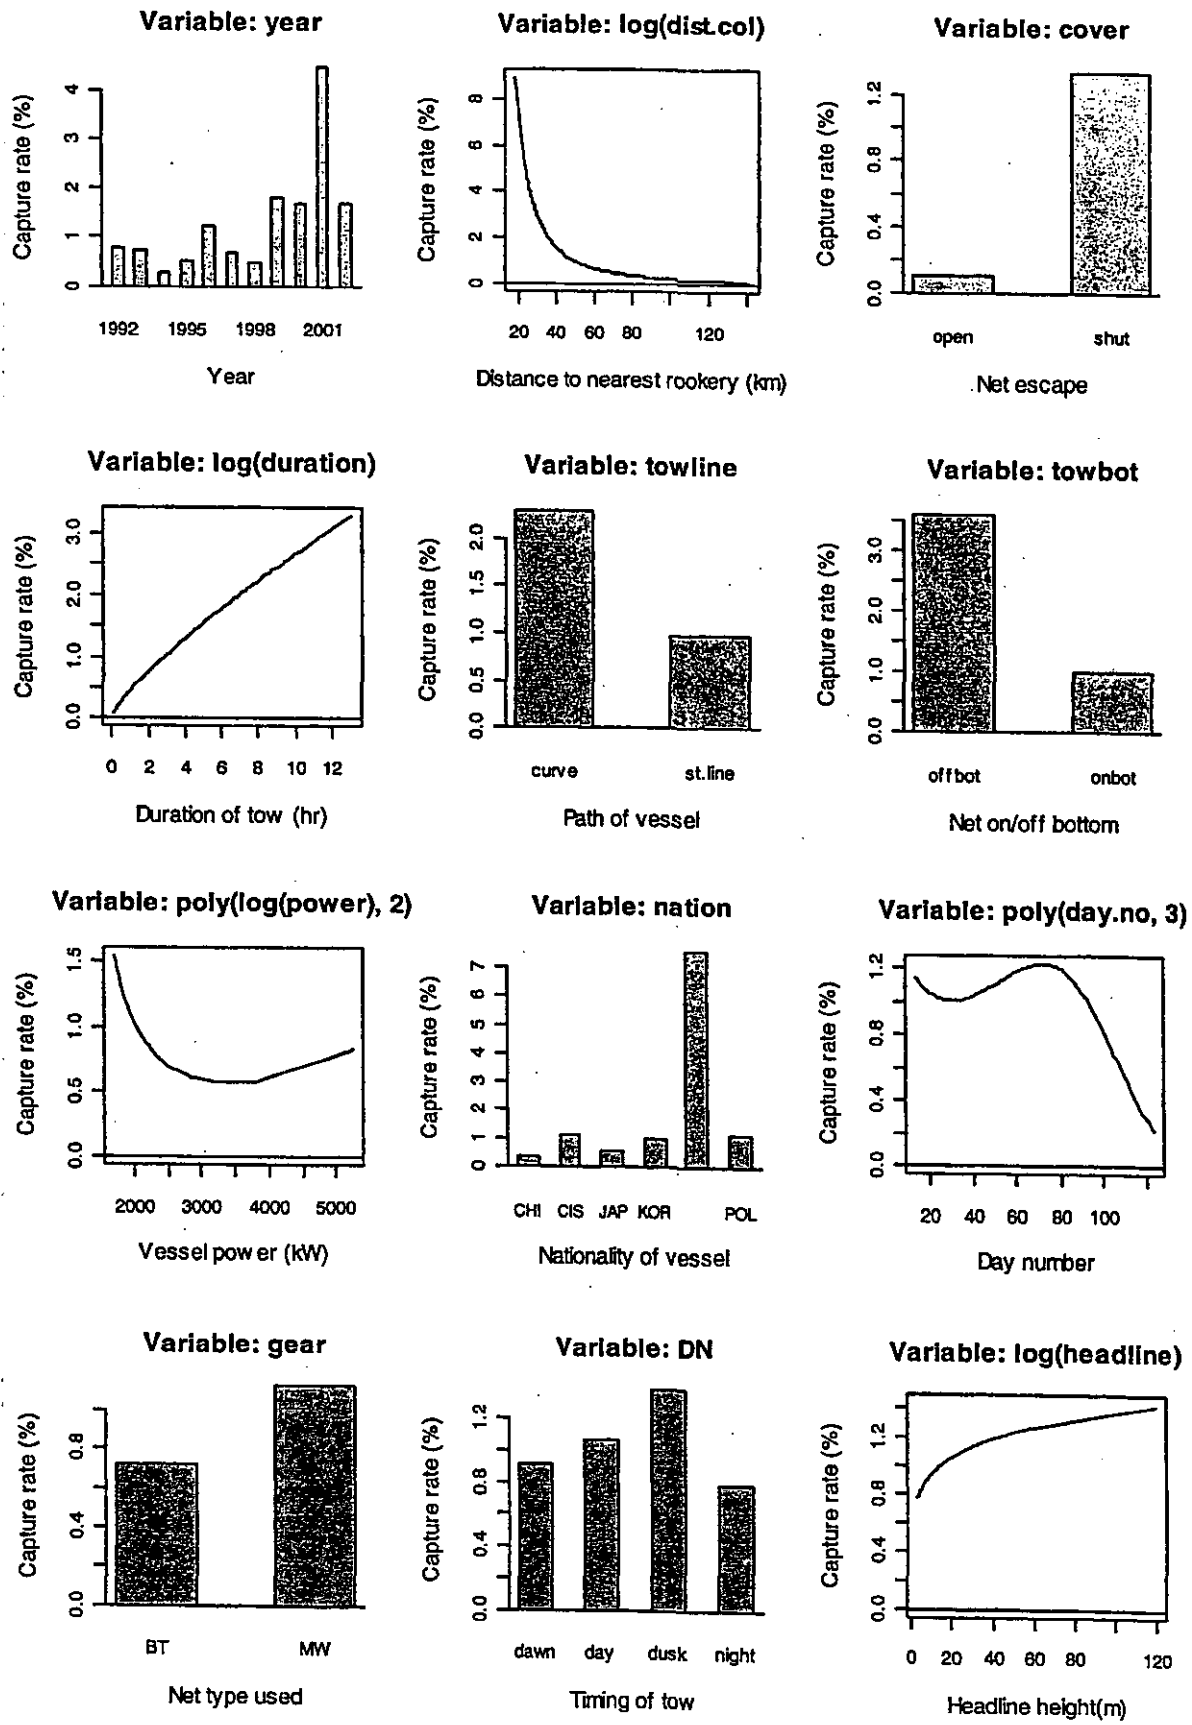 Variable: year
Capture rate (%)
4
3
2
1
0
1992 1995 1998 2001
Year
Variable: log(dist.col)
Capture rate (%)
8
6
4
2
0
20 40 60 80 120
Distance to nearest rookery (km)
Variable: cover
Capture rate (%)
1.2
0.8
0.4
0.0
open shut
Net escape
Variable: log(duration)
Capture rate (%)
3.0
2.0
1.0
0.0
0 2 4 6 8 10 12
Duration of tow (hr)
Variable: towline
Capture rate (%)
2.0
1.5
1.0
0.5
0.0
curve st.line
Path of vessel
Variable: towbot
Capture rate (%)
3.0
2.0
1.0
0.0
offbot onbot
Net on/off bottom
Variable: poly(log(power), 2)
Capture rate (%)
1.5
1.0
0.5
0.0
2000 3000 4000 5000
Vessel power (kW)
Variable: nation
Capture rate (%)
7
6
5
4
3
2
1
0
CHI CIS JAP KOR POL
Nationality of vessel
Variable: poly(day.no, 3)
Capture rate (%)
1.2
0.8
0.4
0.0
20 40 60 80 100
Day number
Variable: gear
Capture rate (%)
0.8
0.4
0.0
BT MW
Net type used
Variable: DN
Capture rate (%)
1.2
0.8
0.4
0.0
dawn day dusk night
Timing of tow
Variable: log(headline)
Capture rate (%)
1.2
0.8
0.4
0.0
0 20 40 60 80 120
Headline height(m)